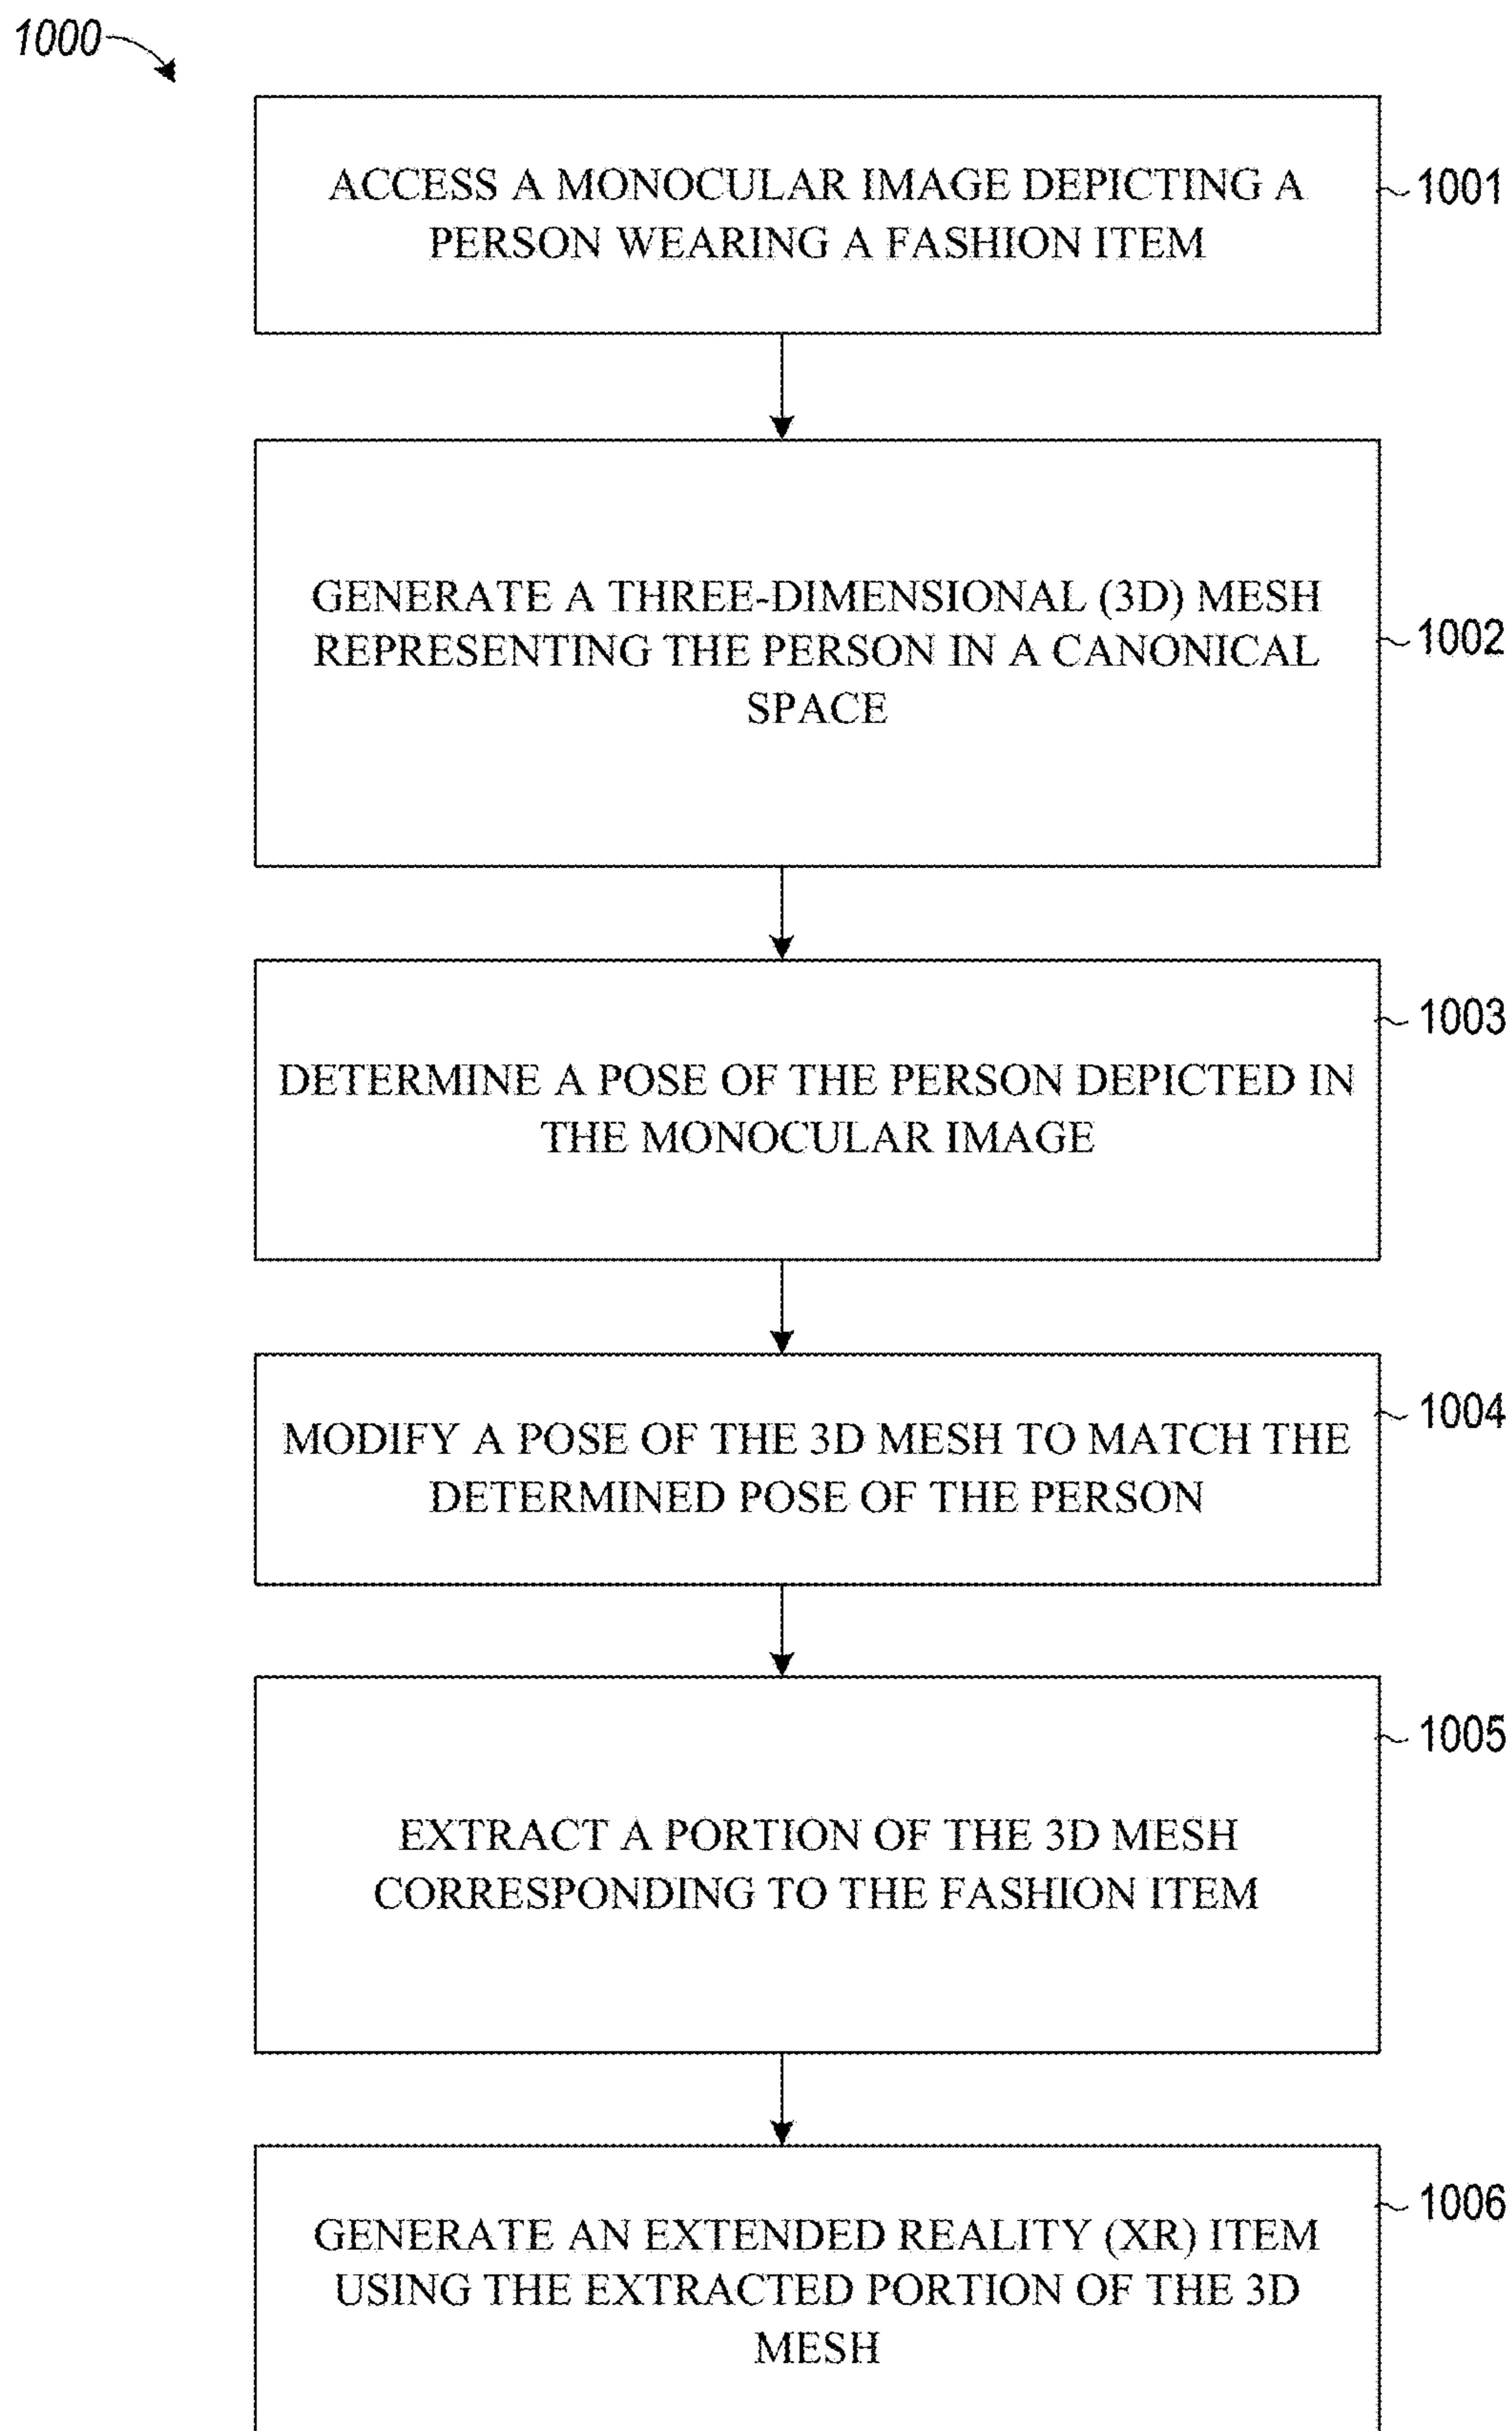 1000
ACCESS A MONOCULAR IMAGE DEPICTING A
PERSON WEARING A FASHION ITEM
1001
GENERATE A THREE-DIMENSIONAL (3D) MESH
REPRESENTING THE PERSON IN A CANONICAL
SPACE
1002
DETERMINE A POSE OF THE PERSON DEPICTED IN
THE MONOCULAR IMAGE
1003
MODIFY A POSE OF THE 3D MESH TO MATCH THE
DETERMINED POSE OF THE PERSON
1004
EXTRACT A PORTION OF THE 3D MESH
CORRESPONDING TO THE FASHION ITEM
1005
GENERATE AN EXTENDED REALITY (XR) ITEM
USING THE EXTRACTED PORTION OF THE 3D
MESH
1006